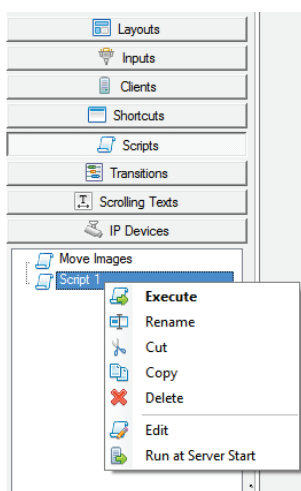 Layouts
Inputs
Clients
Shortcuts
Scripts
Transitions
T Scrolling Texts
IP Devices
Move Images
Script 1
Execute
Rename
Cut
Copy
Delete
Edit
Run at Server Start